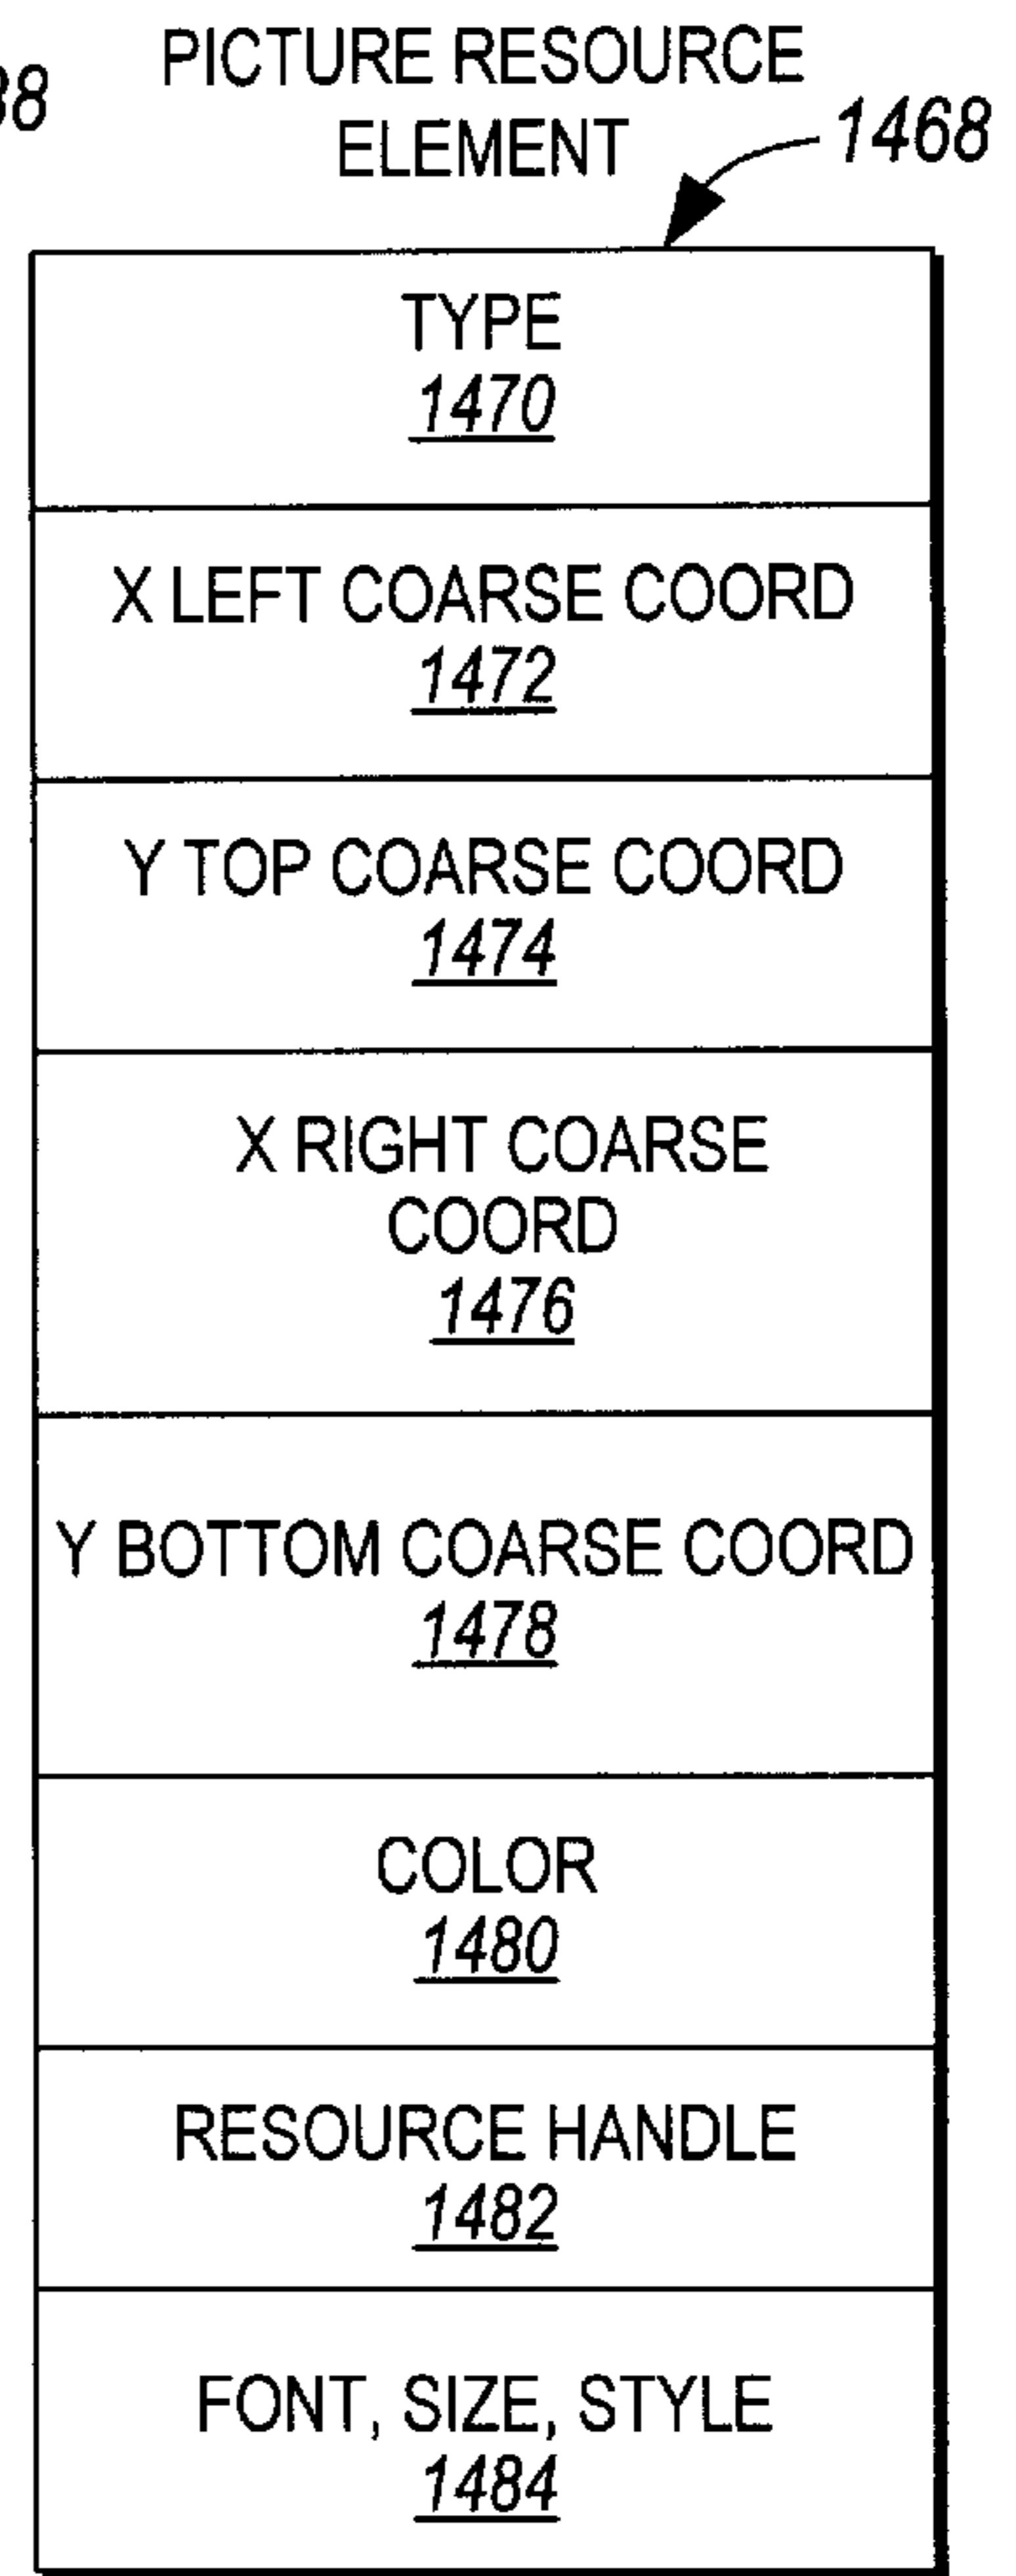 PICTURE RESOURCE
ELEMENT
1468
TYPE
1470
X LEFT COARSE COORD
1472
Y TOP COARSE COORD
1474
X RIGHT COARSE
COORD
1476
Y BOTTOM COARSE COORD
1478
COLOR
1480
RESOURCE HANDLE
1482
FONT, SIZE, STYLE
1484